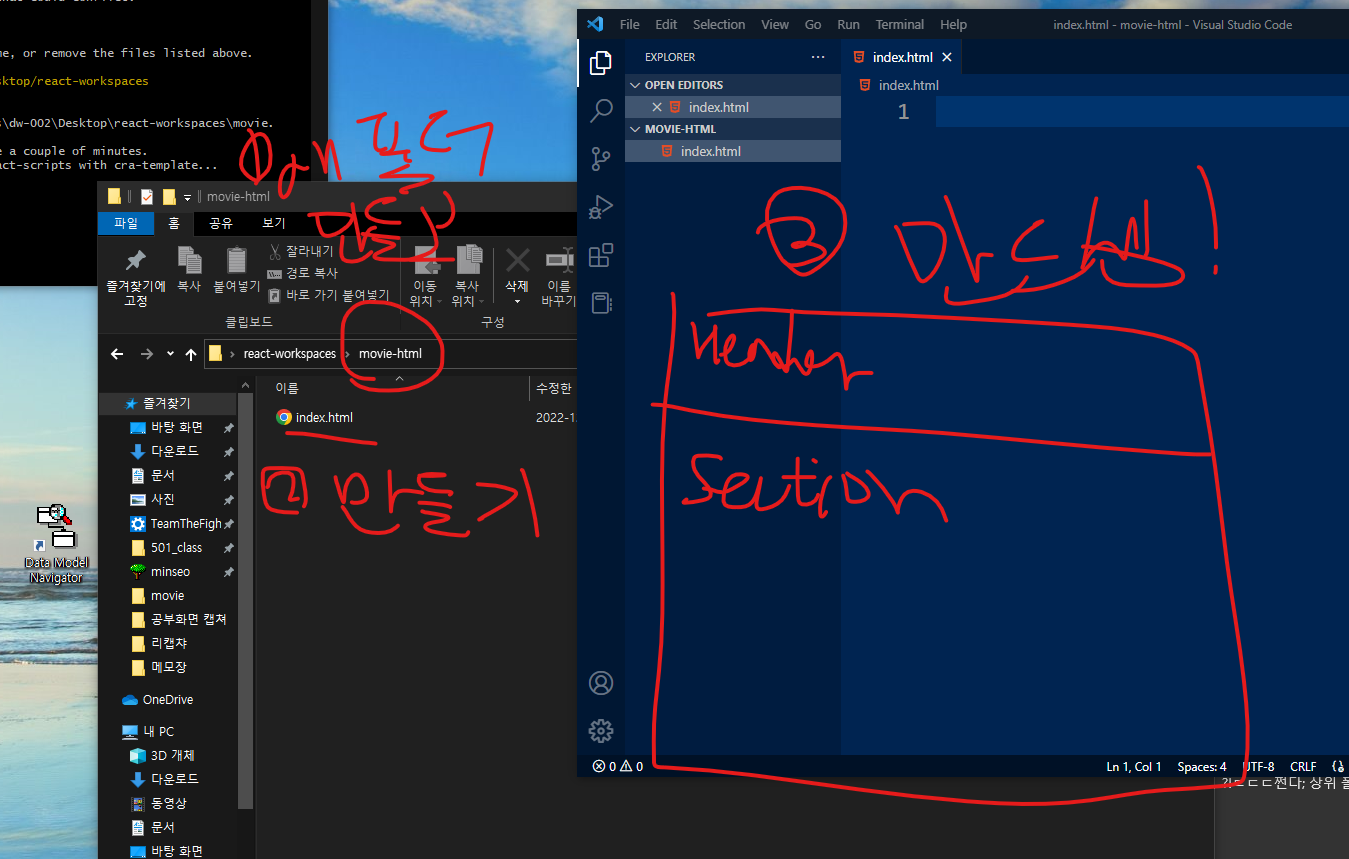 ne, or remove the files listed above.
sktop/react-workspaces
s\dw-002\Desktop\react-workspaces\movie.
e a couple of minutes.
act-scripts with cra-template...
File Edit Selection View Go Run Terminal Help index.html - movie-html - Visual Studio Code
EXPLORER ···
index.html
OPEN EDITORS
index.html
index.html
1
MOVIE-HTML
index.html
폴더
만듦
movie-html
파일 홈 공유 보기
즐겨찾기에 고정
복사
붙여넣기
잘라내기
경로 복사
바로 가기 붙여넣기
이동 위치
복사 위치
삭제
이름 바꾸기
클립보드
구성
react-workspaces › movie-html
이름
수정한
index.html
2022-1
② 만들기
즐겨찾기
바탕 화면
다운로드
문서
사진
TeamTheFigh
501_class
minseo
movie
공부화면 캡쳐
리캡챠
메모장
OneDrive
내 PC
3D 개체
다운로드
동영상
문서
바탕 화면
Data Model
Navigator
③
Header
Section
0 0
Ln 1, Col 1 Spaces: 4 UTF-8 CRLF
쩐다; 상위 폴